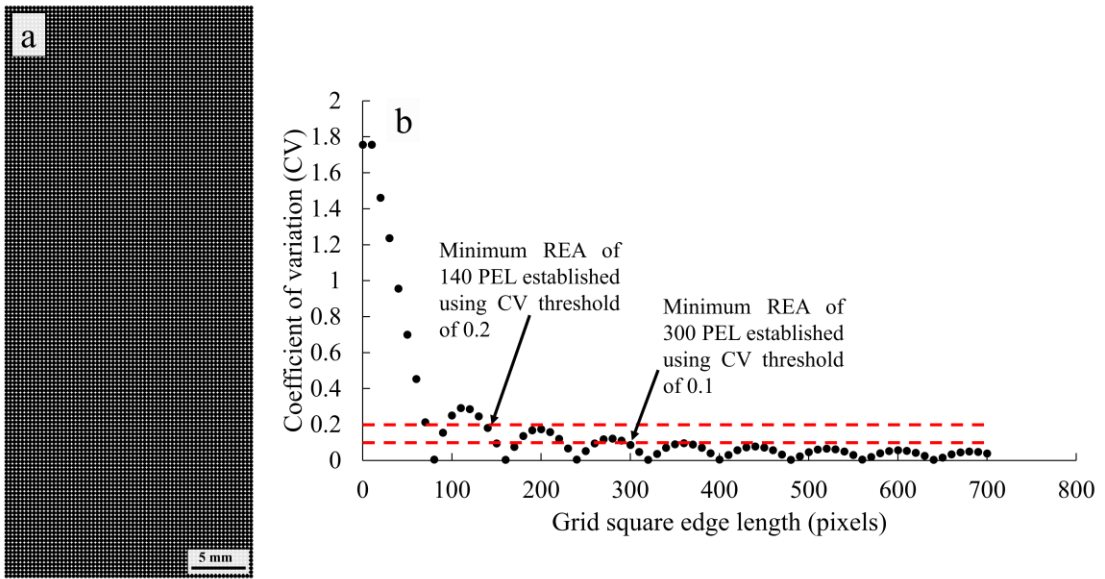 a
5 mm
b
Coefficient of variation (CV)
2
1.8
1.6
1.4
1.2
1
0.8
0.6
0.4
0.2
0
Minimum REA of
140 PEL established
using CV threshold
of 0.2
Minimum REA of
300 PEL established
using CV threshold
of 0.1
0 100 200 300 400 500 600 700 800
Grid square edge length (pixels)